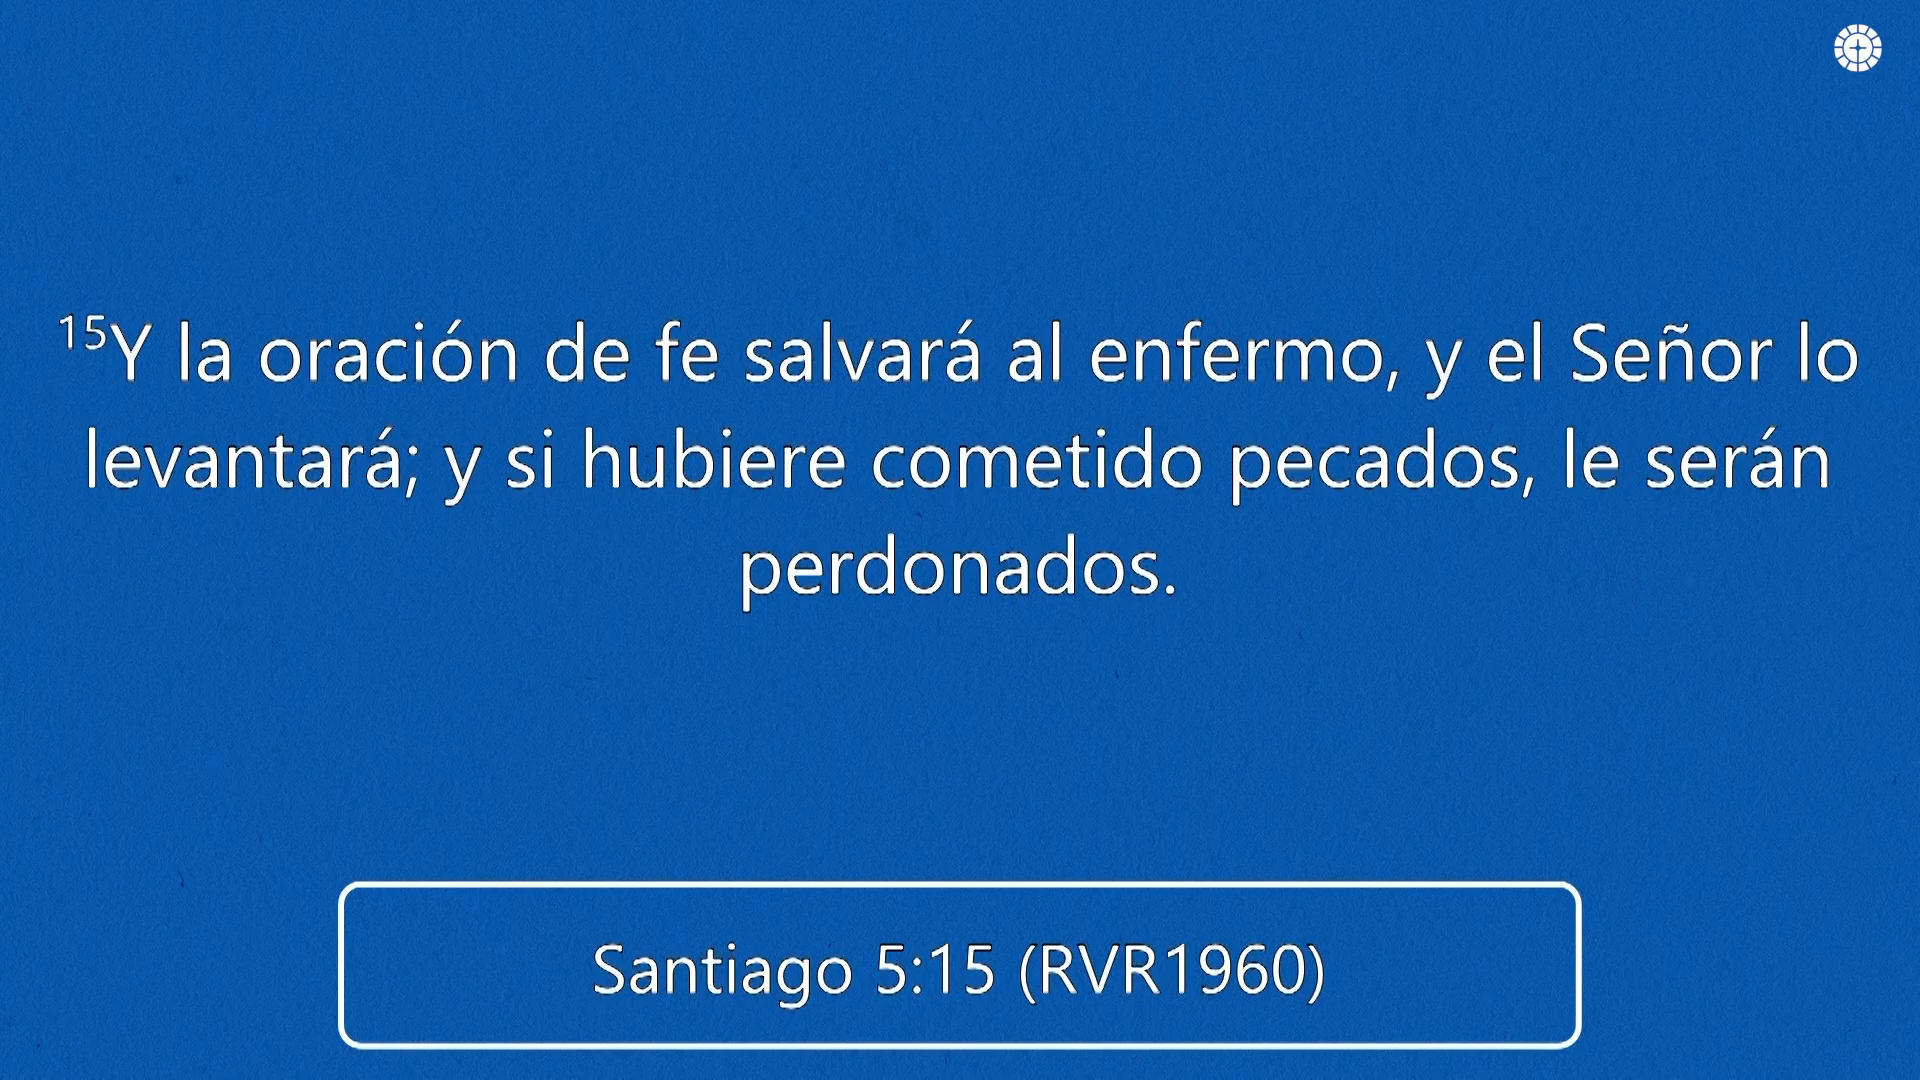 15Y la oración de fe salvará al enfermo, y el Señor lo
levantará; y si hubiere cometido pecados, le serán
perdonados.
Santiago 5:15 (RVR1960)